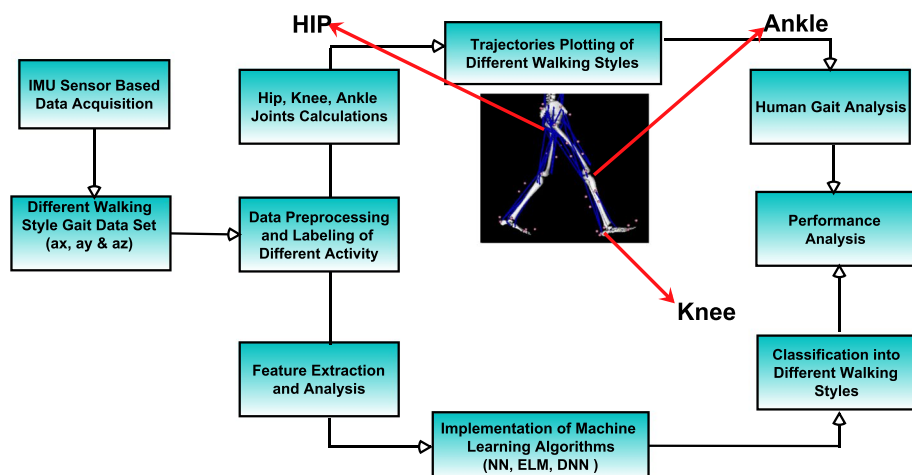 HIP
Ankle
Trajectories Plotting of
Different Walking Styles
IMU Sensor Based
Data Acquisition
Hip, Knee, Ankle
Joints Calculations
Human Gait Analysis
Different Walking
Style Gait Data Set
(ax, ay & az)
Data Preprocessing
and Labeling of
Different Activity
Performance
Analysis
Knee
Feature Extraction
and Analysis
Classification into
Different Walking
Styles
Implementation of Machine
Learning Algorithms
(NN, ELM, DNN )